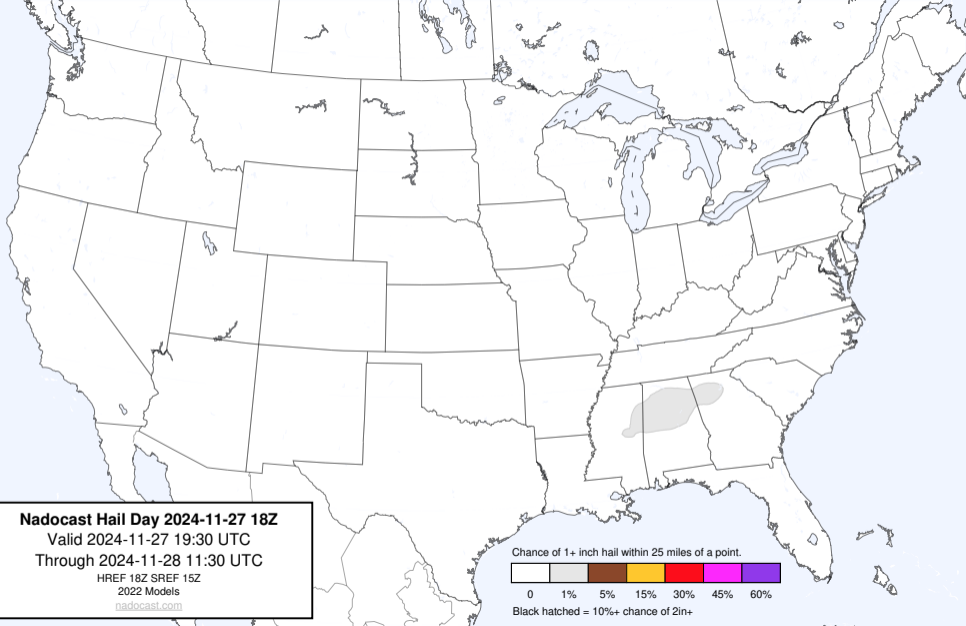 Nadocast Hail Day 2024-11-27 18Z
Valid 2024-11-27 19:30 UTC
Through 2024-11-28 11:30 UTC
HREF 18Z SREF 15Z
2022 Models
nadocast.com
Chance of 1+ inch hail within 25 miles of a point.
0 1% 5% 15% 30% 45% 60%
Black hatched = 10%+ chance of 2in+